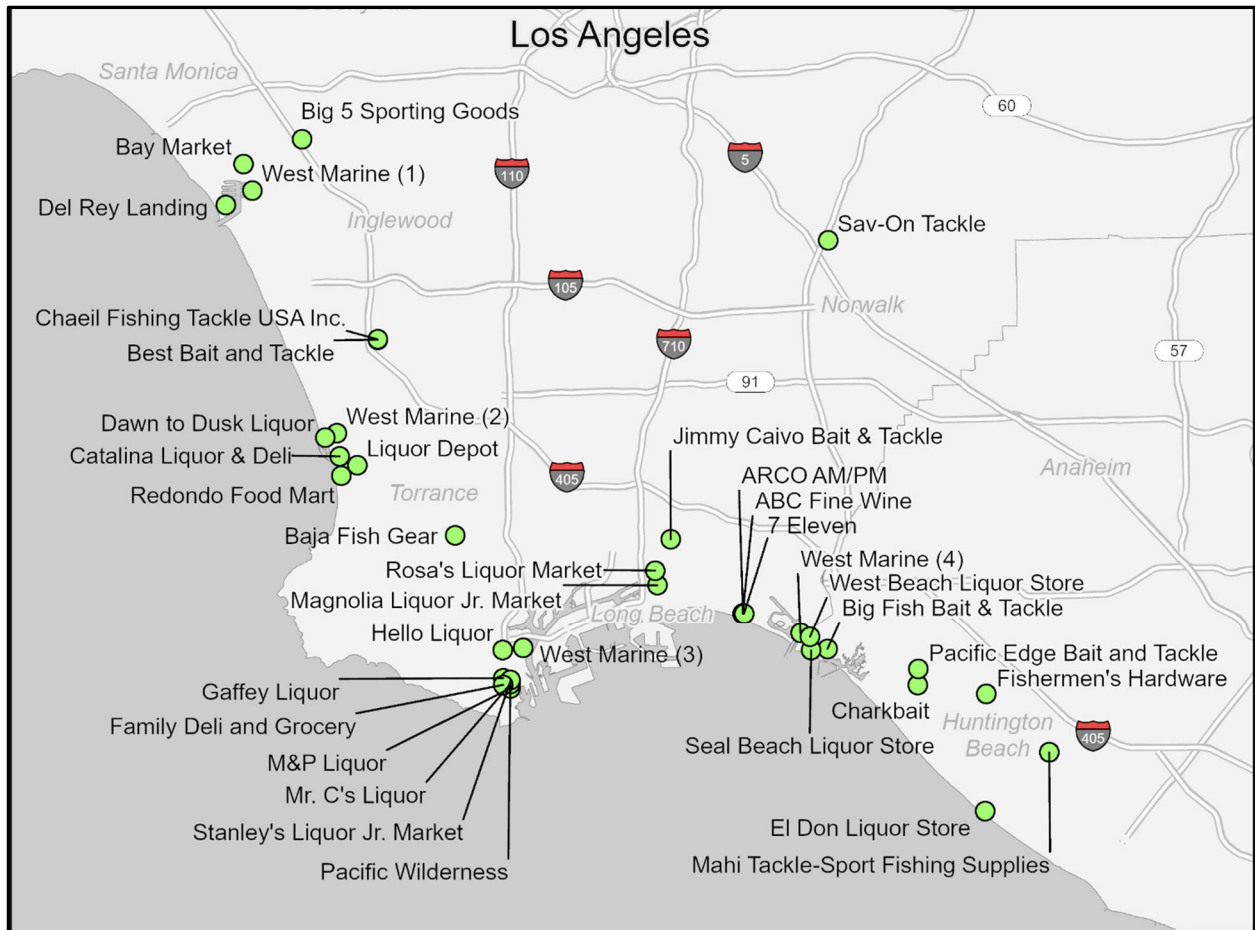 Los Angeles
Santa Monica
Big 5 Sporting Goods
60
Bay Market
West Marine (1)
5
110
Del Rey Landing
Inglewood
Sav-On Tackle
105
Norwalk
Chaeil Fishing Tackle USA Inc.
Best Bait and Tackle
710
57
91
Dawn to Dusk Liquor
West Marine (2)
Jimmy Caivo Bait & Tackle
Catalina Liquor & Deli
Liquor Depot
Anaheim
405
ARCO AM/PM
Redondo Food Mart
Torrance
ABC Fine Wine
7 Eleven
Baja Fish Gear
West Marine (4)
Rosa's Liquor Market
West Beach Liquor Store
Magnolia Liquor Jr. Market
Long Beach
Big Fish Bait & Tackle
Hello Liquor
West Marine (3)
Pacific Edge Bait and Tackle
Fishermen's Hardware
Gaffey Liquor
Charkbait
Family Deli and Grocery
Huntington
Beach
405
Seal Beach Liquor Store
M&P Liquor
Mr. C's Liquor
Stanley's Liquor Jr. Market
El Don Liquor Store
Pacific Wilderness
Mahi Tackle-Sport Fishing Supplies